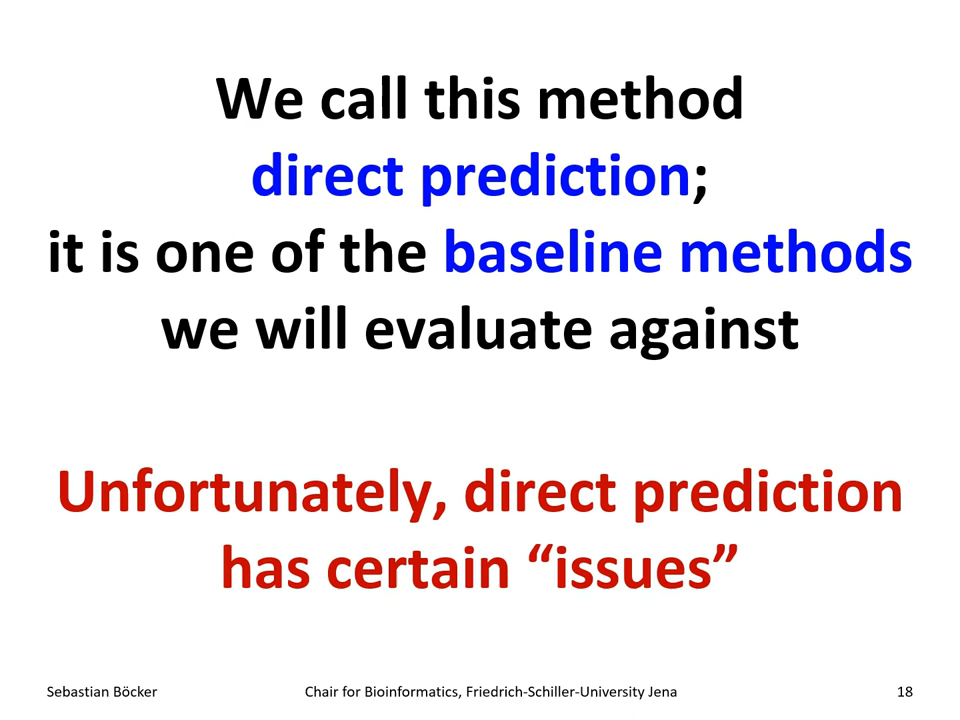 We call this method
direct prediction;
it is one of the baseline methods
we will evaluate against
Unfortunately, direct prediction
has certain “issues”
Sebastian Böcker
Chair for Bioinformatics, Friedrich-Schiller-University Jena
18